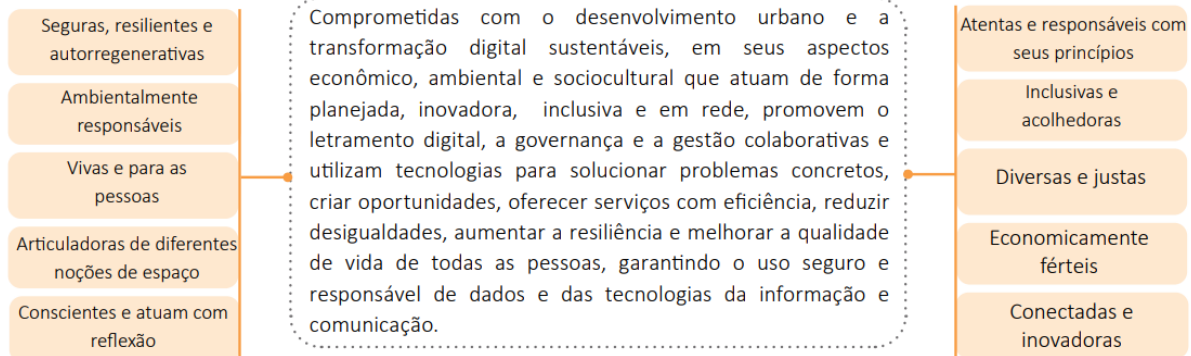 Seguras, resilientes e
autorregenerativas
Ambientalmente
responsáveis
Vivas e para as
pessoas
Articuladoras de diferentes
noções de espaço
Conscientes e atuam com
reflexão
Comprometidas com o desenvolvimento urbano e a
transformação digital sustentáveis, em seus aspectos
econômico, ambiental e sociocultural que atuam de forma
planejada, inovadora, inclusiva e em rede, promovem o
letramento digital, a governança e a gestão colaborativas e
utilizam tecnologias para solucionar problemas concretos,
criar oportunidades, oferecer serviços com eficiência, reduzir
desigualdades, aumentar a resiliência e melhorar a qualidade
de vida de todas as pessoas, garantindo o uso seguro e
responsável de dados e das tecnologias da informação e
comunicação.
Atentas e responsáveis com
seus princípios
Inclusivas e
acolhedoras
Diversas e justas
Economicamente
férteis
Conectadas e
inovadoras